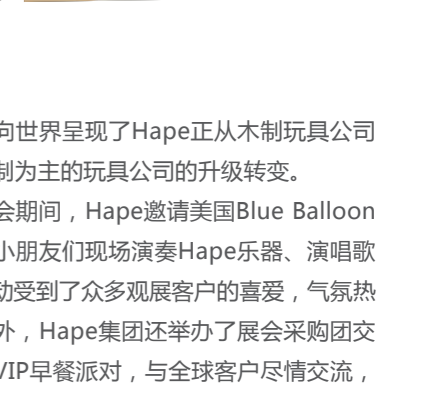 向世界呈现了Hape正从木制玩具公司
制为主的玩具公司的升级转变。
会期间，Hape邀请美国Blue Balloon
小朋友们现场演奏Hape乐器、演唱歌
动受到了众多观展客户的喜爱，气氛热
外，Hape集团还举办了展会采购团交
VIP早餐派对，与全球客户尽情交流，